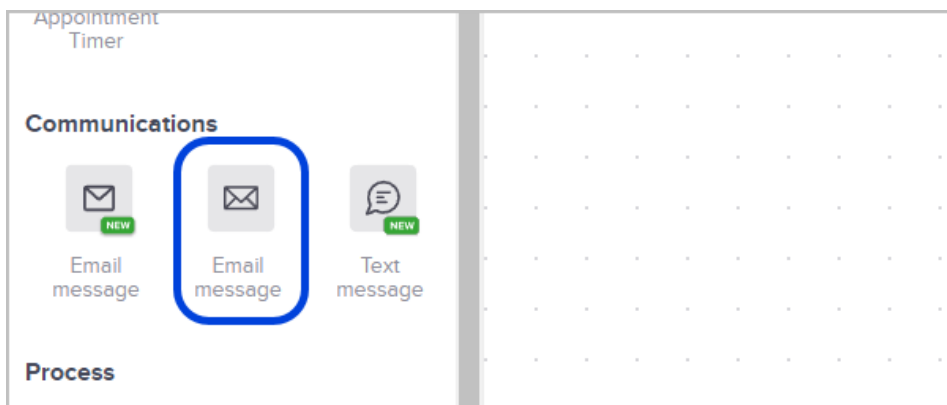 Appointment
Timer
Communications
NEW
NEW
Email
message
Email
message
Text
message
Process